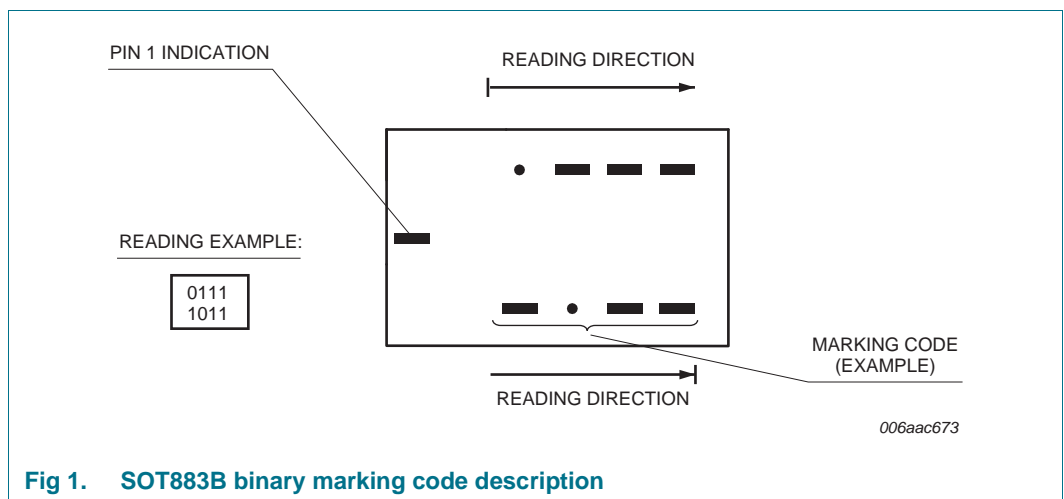 PIN 1 INDICATION
READING DIRECTION
READING EXAMPLE:
0111
1011
MARKING CODE
(EXAMPLE)
READING DIRECTION
006aac673
Fig 1. SOT883B binary marking code description